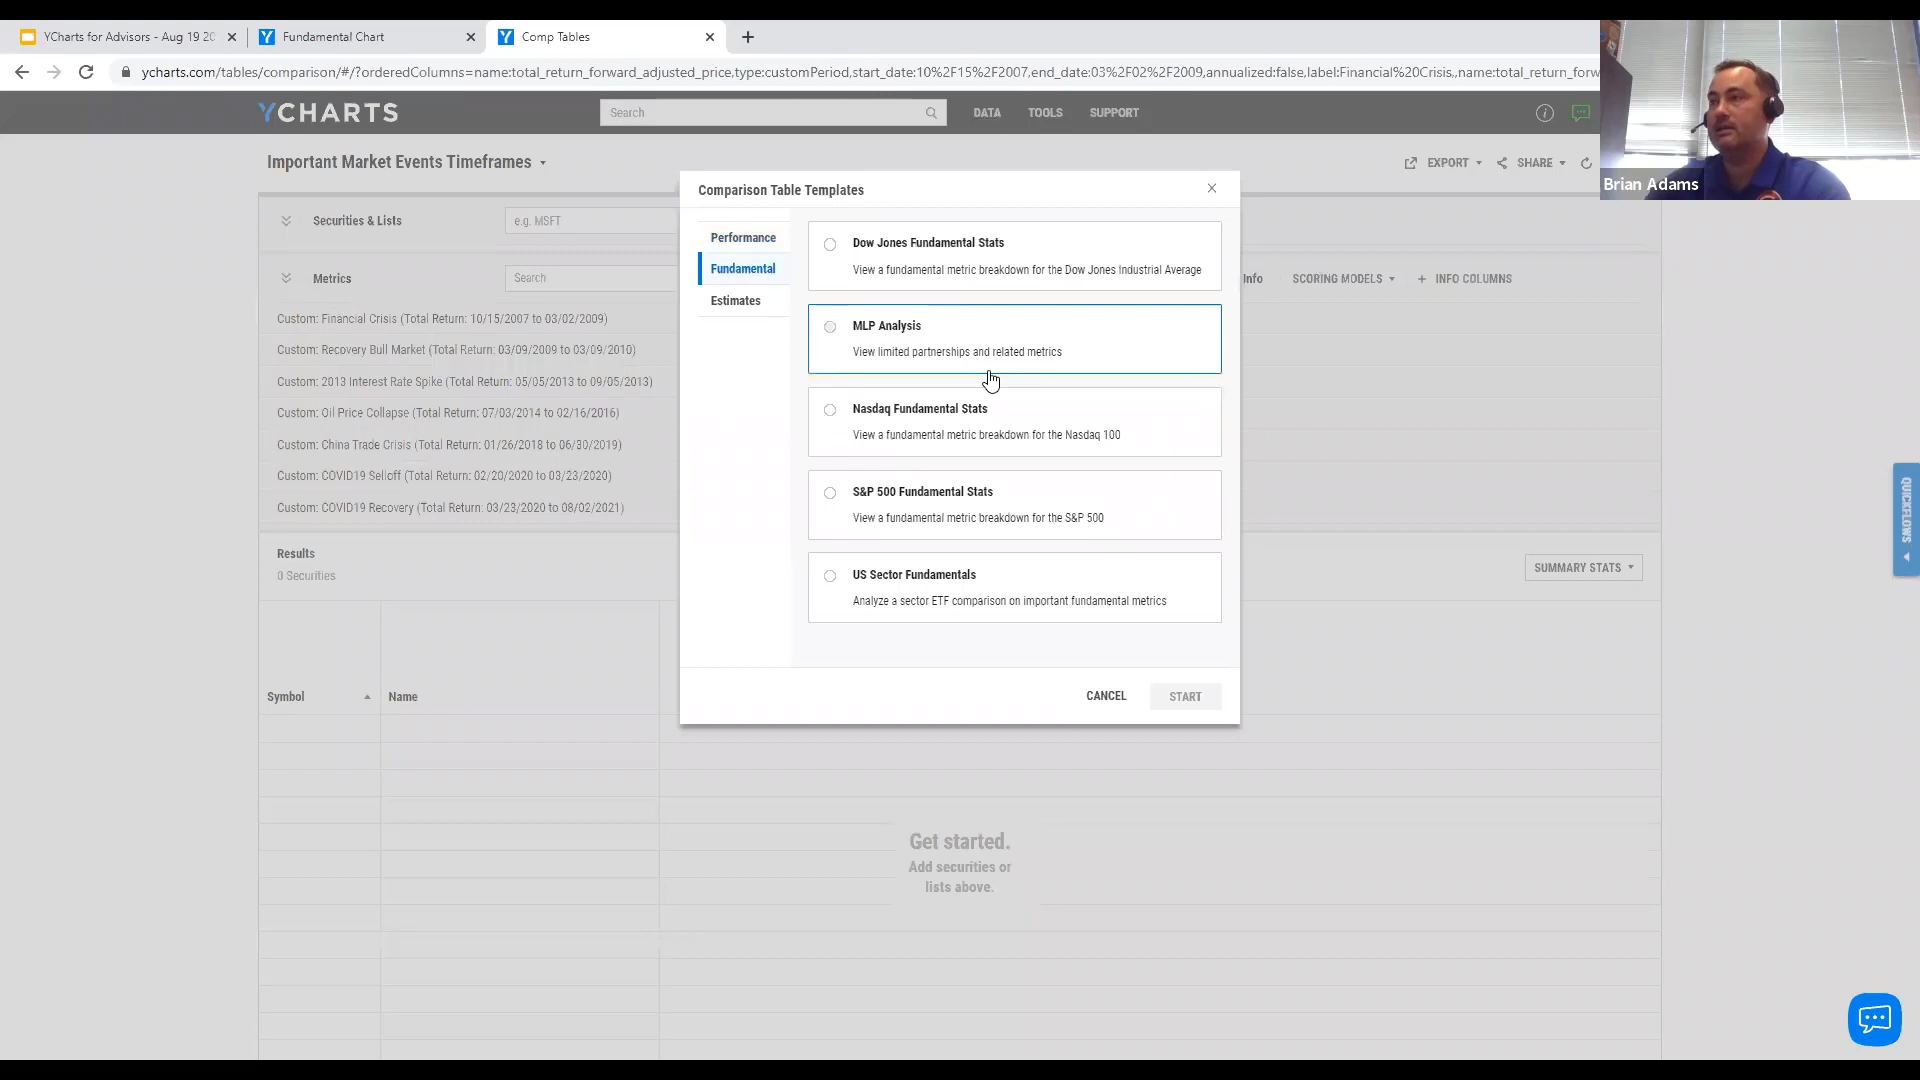 YCharts for Advisors - Aug 19 20
Fundamental Chart
Comp Tables
ycharts.com/tables/comparison/#/?orderedColumns=name:total_return_forward_adjusted_price,type:customPeriod,start_date:10%2F15%2F2007,end_date:03%2F02%2F2009,annualized:false,label:Financial%20Crisis,,name:total_return_forw
YCHARTS
Search
DATA
TOOLS
SUPPORT
Brian Adams
Important Market Events Timeframes
EXPORT
SHARE
Securities & Lists
e.g. MSFT
Metrics
Search
Info
SCORING MODELS
+ INFO COLUMNS
Custom: Financial Crisis (Total Return: 10/15/2007 to 03/02/2009)
Custom: Recovery Bull Market (Total Return: 03/09/2009 to 03/09/2010)
Custom: 2013 Interest Rate Spike (Total Return: 05/05/2013 to 09/05/2013)
Custom: Oil Price Collapse (Total Return: 07/03/2014 to 02/16/2016)
Custom: China Trade Crisis (Total Return: 01/26/2018 to 06/30/2019)
Custom: COVID19 Selloff (Total Return: 02/20/2020 to 03/23/2020)
Custom: COVID19 Recovery (Total Return: 03/23/2020 to 08/02/2021)
Comparison Table Templates
Performance
Fundamental
Estimates
Dow Jones Fundamental Stats
View a fundamental metric breakdown for the Dow Jones Industrial Average
MLP Analysis
View limited partnerships and related metrics
Nasdaq Fundamental Stats
View a fundamental metric breakdown for the Nasdaq 100
S&P 500 Fundamental Stats
View a fundamental metric breakdown for the S&P 500
US Sector Fundamentals
Analyze a sector ETF comparison on important fundamental metrics
CANCEL
START
QUICKFLOWS
Results
0 Securities
SUMMARY STATS
Symbol
Name
Get started.
Add securities or
lists above.